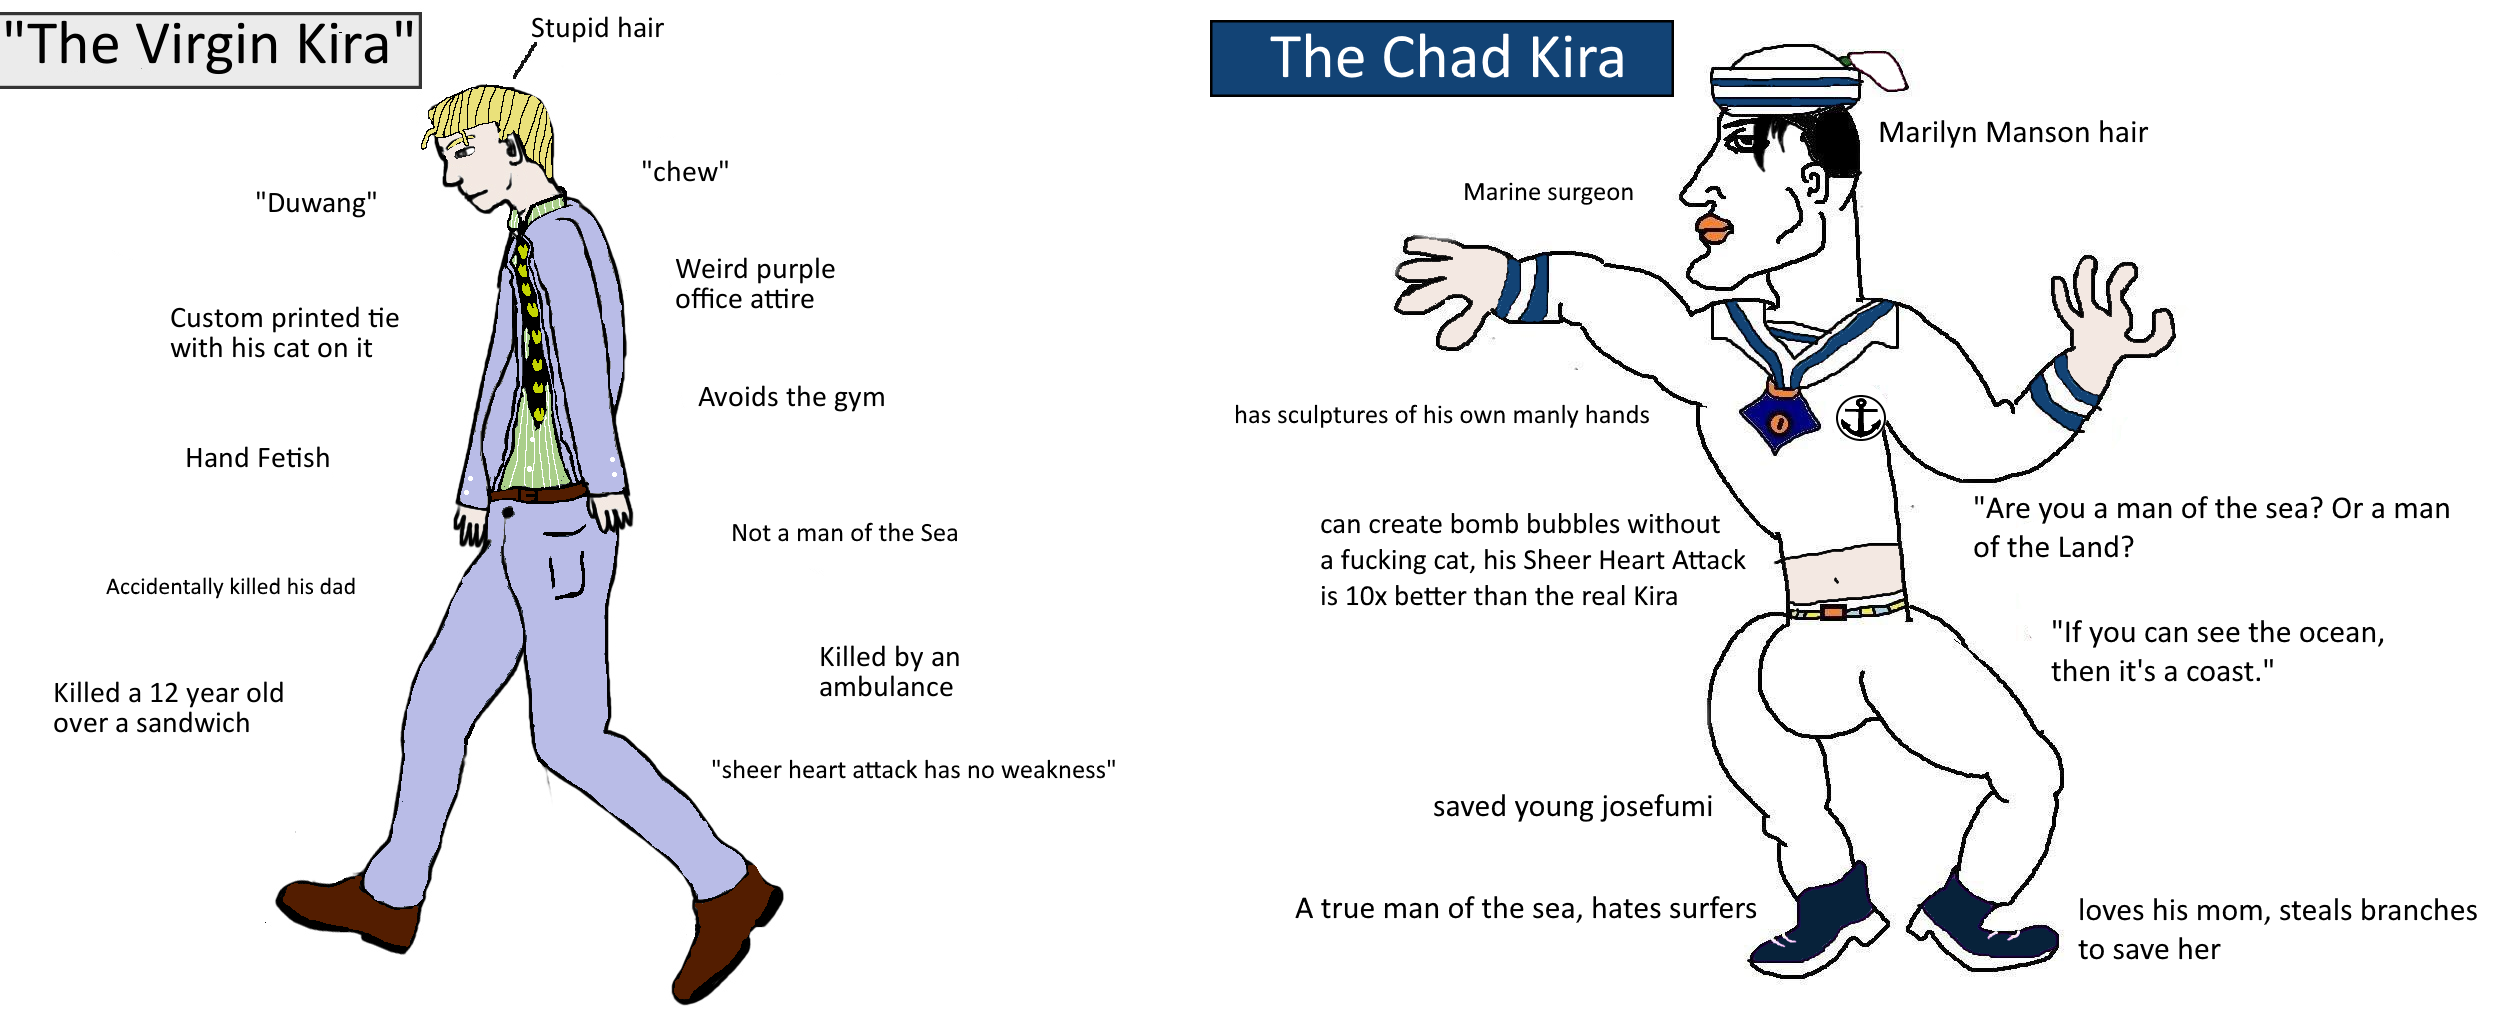 "The Virgin Kira"
Stupid hair
"chew"
"Duwang"
Weird purple
office attire
Custom printed tie
with his cat on it
Avoids the gym
Hand Fetish
Not a man of the Sea
Accidentally killed his dad
Killed by an
ambulance
Killed a 12 year old
over a sandwich
"sheer heart attack has no weakness"
The Chad Kira
Marilyn Manson hair
Marine surgeon
has sculptures of his own manly hands
"Are you a man of the sea? Or a man
of the Land?
can create bomb bubbles without
a fucking cat, his Sheer Heart Attack
is 10x better than the real Kira
"If you can see the ocean,
then it's a coast."
saved young josefumi
A true man of the sea, hates surfers
loves his mom, steals branches
to save her